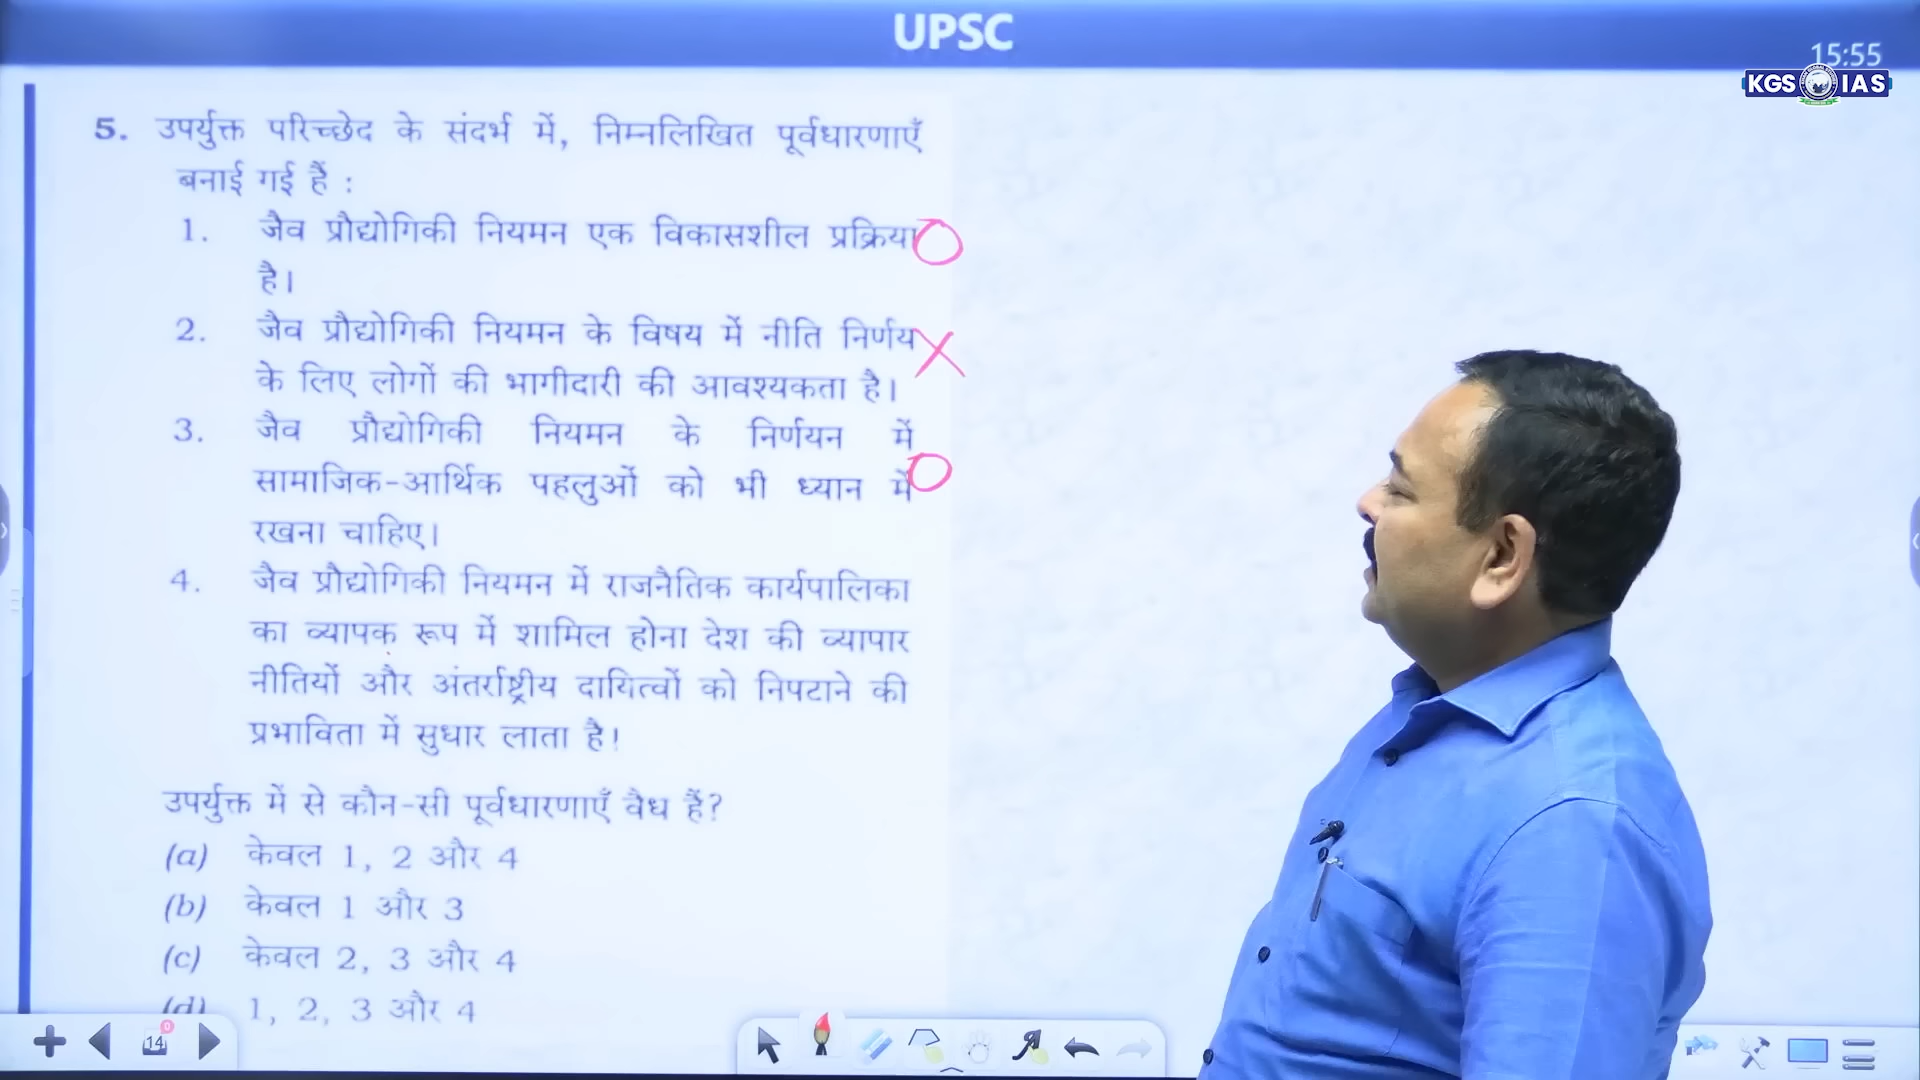 UPSC
15:55
KGS IAS
5. उपर्युक्त परिच्छेद के संदर्भ में, निम्नलिखित पूर्वधारणाएँ
बनाई गई हैं :
1. जैव प्रौद्योगिकी नियमन एक विकासशील प्रक्रिया
है।
2. जैव प्रौद्योगिकी नियमन के विषय में नीति निर्णय
के लिए लोगों की भागीदारी की आवश्यकता है।
3. जैव प्रौद्योगिकी नियमन के निर्णयन में
सामाजिक-आर्थिक पहलुओं को भी ध्यान में
रखना चाहिए।
4. जैव प्रौद्योगिकी नियमन में राजनैतिक कार्यपालिका
का व्यापक रूप में शामिल होना देश की व्यापार
नीतियों और अंतर्राष्ट्रीय दायित्वों को निपटाने की
प्रभाविता में सुधार लाता है!
उपर्युक्त में से कौन-सी पूर्वधारणाएँ वैध हैं?
(a) केवल 1, 2 और 4
(b) केवल 1 और 3
(c) केवल 2, 3 और 4
(d) 1, 2, 3 और 4
14
0